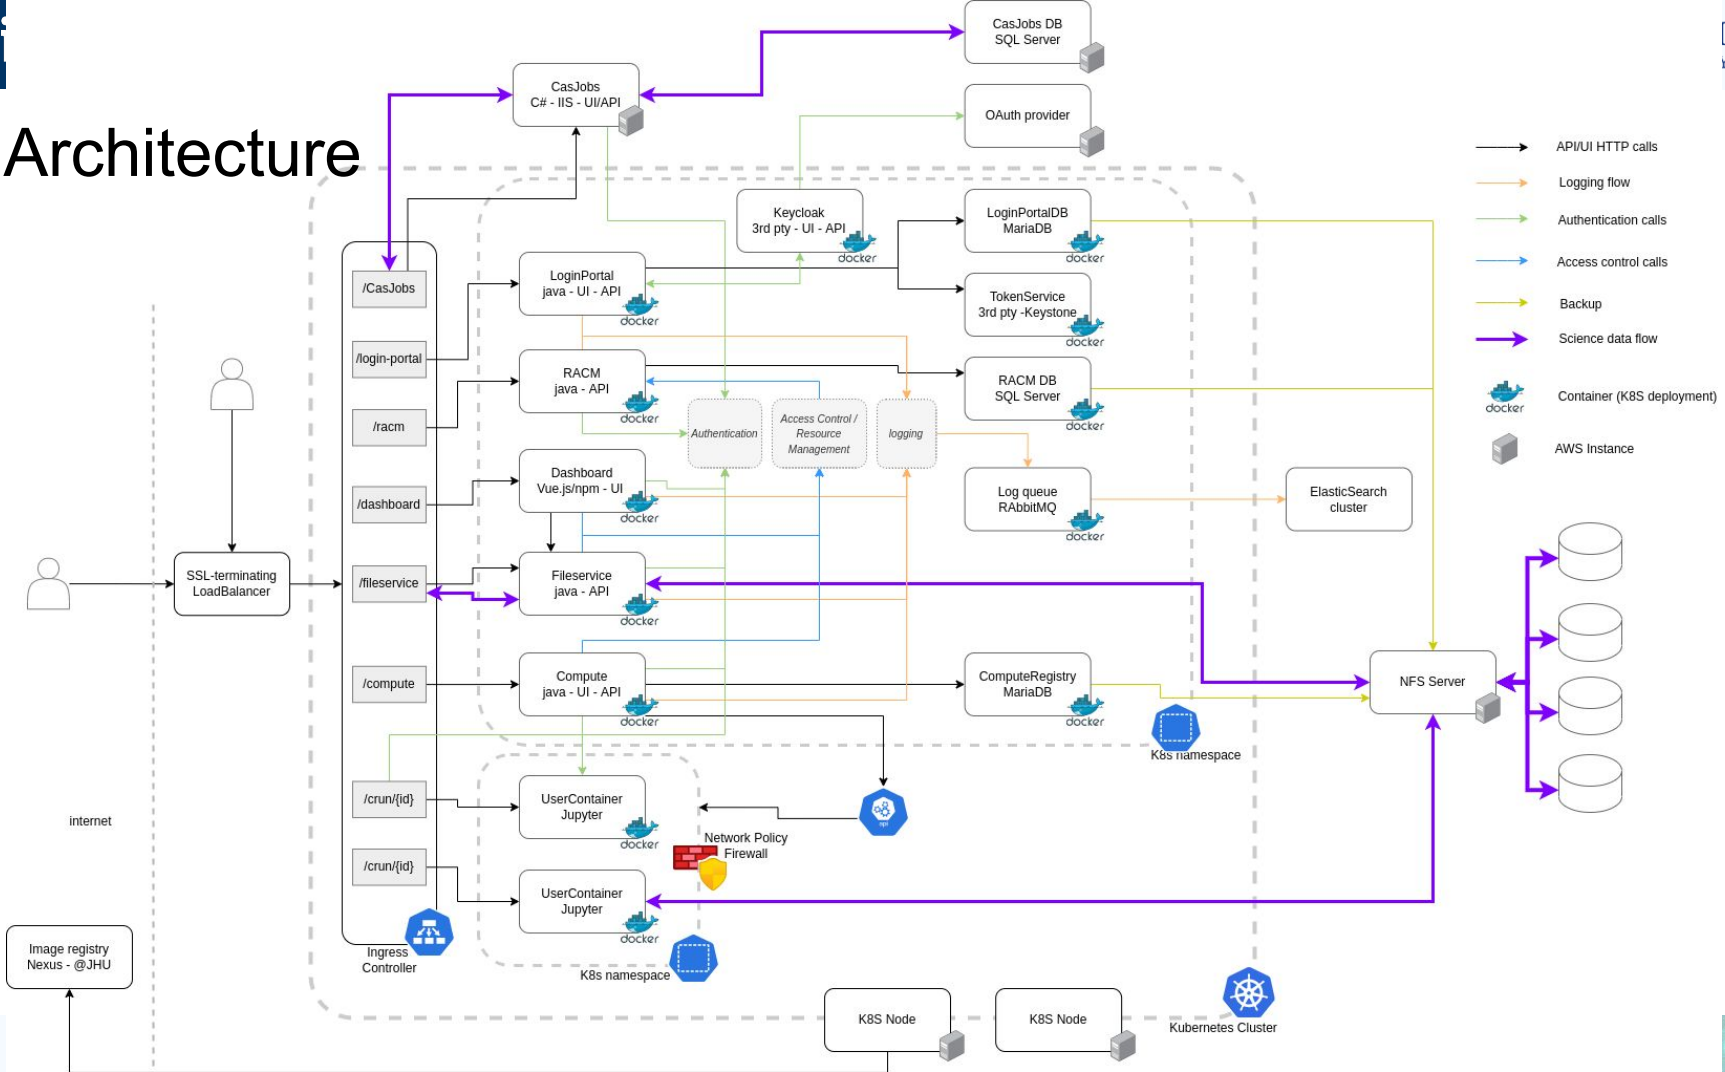 Architecture
CasJobs DB
SQL Server
CasJobs
C# - IIS - UI/API
OAuth provider
Keycloak
3rd pty - UI - API
docker
LoginPortalDB
MariaDB
docker
/CasJobs
LoginPortal
java - UI - API
docker
TokenService
3rd pty -Keystone
docker
/login-portal
RACM
java - API
docker
RACM DB
SQL Server
docker
/racm
Authentication
Access Control /
Resource
Management
logging
Dashboard
Vue.js/npm - UI
docker
/dashboard
Log queue
RAbbitMQ
docker
ElasticSearch
cluster
SSL-terminating
LoadBalancer
/fileservice
Fileservice
java - API
docker
/compute
Compute
java - UI - API
docker
ComputeRegistry
MariaDB
docker
NFS Server
K8s namespace
internet
/crun/{id}
UserContainer
Jupyter
docker
api
Network Policy
Firewall
/crun/{id}
UserContainer
Jupyter
docker
Ingress
Controller
K8s namespace
Image registry
Nexus - @JHU
K8S Node
K8S Node
Kubernetes Cluster
API/UI HTTP calls
Logging flow
Authentication calls
Access control calls
Backup
Science data flow
docker
Container (K8S deployment)
AWS Instance